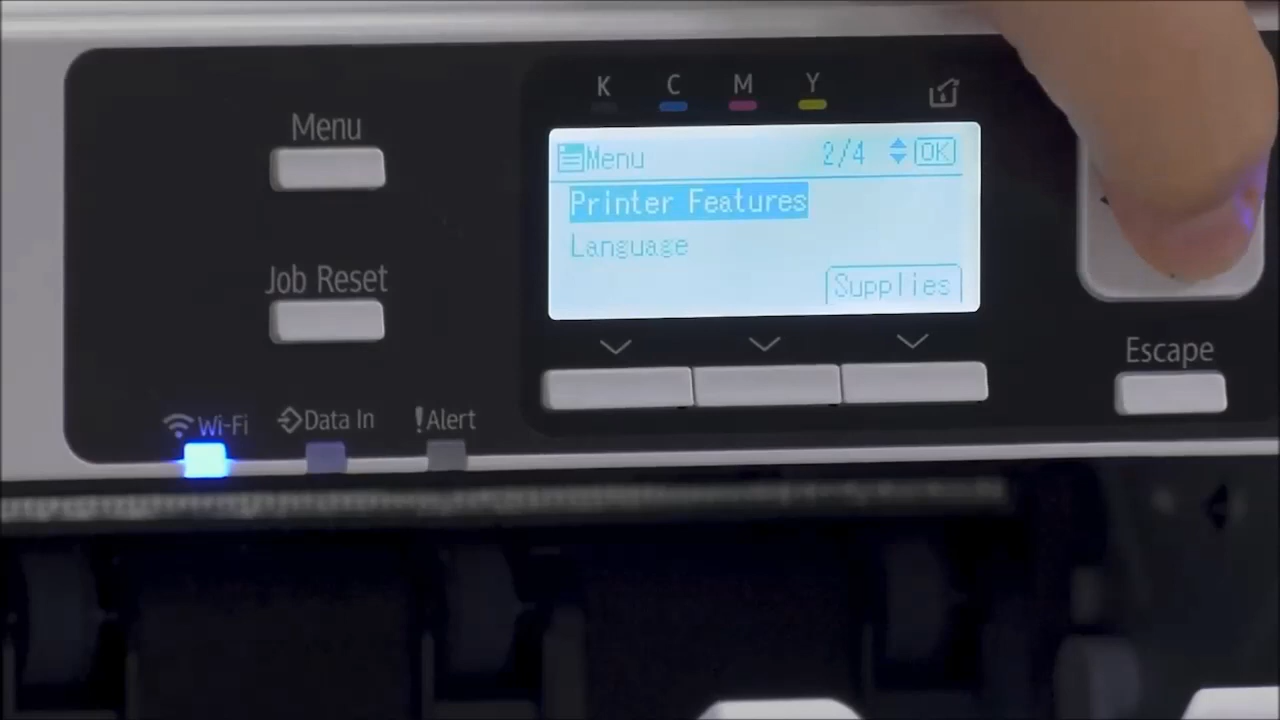 K C M Y
Menu
Menu 2/4 OK
Printer Features
Language
Job Reset
Supplies
Escape
Wi-Fi Data In !Alert